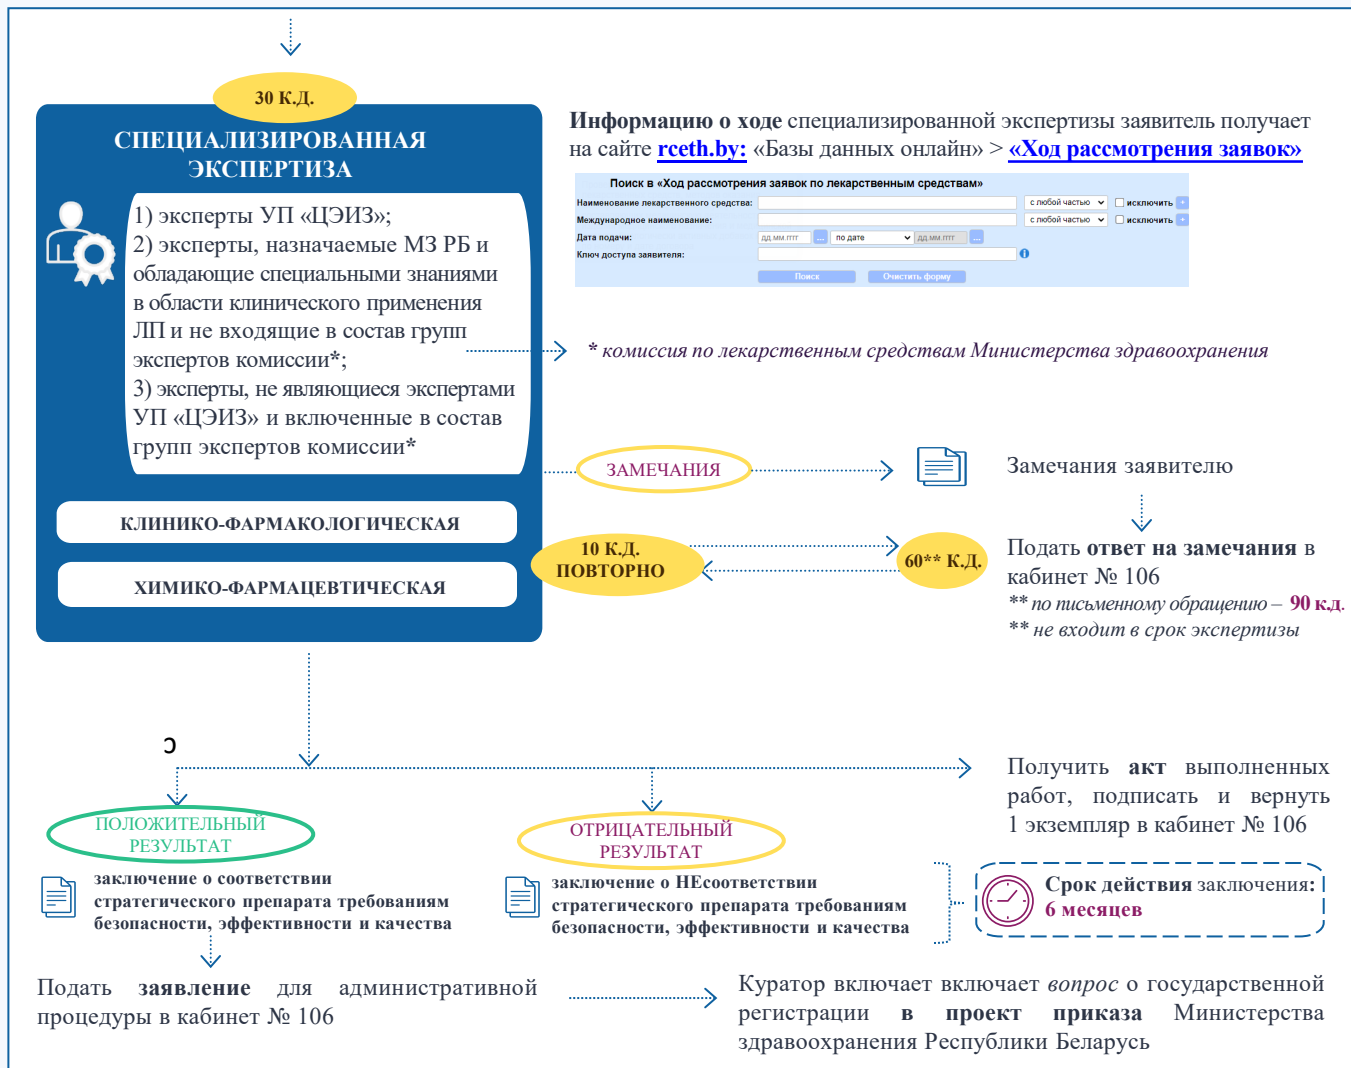 30 К.Д.
СПЕЦИАЛИЗИРОВАННАЯ
ЭКСПЕРТИЗА
1) эксперты УП «ЦЭИЗ»;
2) эксперты, назначаемые МЗ РБ и
обладающие специальными знаниями
в области клинического применения
ЛП и не входящие в состав групп
экспертов комиссии*;
3) эксперты, не являющиеся экспертами
УП «ЦЭИЗ» и включенные в состав
групп экспертов комиссии*
КЛИНИКО-ФАРМАКОЛОГИЧЕСКАЯ
ХИМИКО-ФАРМАЦЕВТИЧЕСКАЯ
Информацию о ходе специализированной экспертизы заявитель получает
на сайте rceth.by: «Базы данных онлайн» > «Ход рассмотрения заявок»
Поиск в «Ход рассмотрения заявок по лекарственным средствам»
Наименование лекарственного средства: с любой частью исключить +
Международное наименование: с любой частью исключить +
Дата подачи: дд.мм.гггг ... по дате дд.мм.гггг ...
Ключ доступа заявителя:
Поиск Очистить форму
* комиссия по лекарственным средствам Министерства здравоохранения
ЗАМЕЧАНИЯ
Замечания заявителю
10 К.Д.
ПОВТОРНО
60** К.Д.
Подать ответ на замечания в
кабинет № 106
** по письменному обращению – 90 к.д.
** не входит в срок экспертизы
ɔ
Получить акт выполненных
работ, подписать и вернуть
1 экземпляр в кабинет № 106
ПОЛОЖИТЕЛЬНЫЙ
РЕЗУЛЬТАТ
ОТРИЦАТЕЛЬНЫЙ
РЕЗУЛЬТАТ
заключение о соответствии
стратегического препарата требованиям
безопасности, эффективности и качества
заключение о НЕсоответствии
стратегического препарата требованиям
безопасности, эффективности и качества
Срок действия заключения:
6 месяцев
Подать заявление для административной
процедуры в кабинет № 106
Куратор включает включает вопрос о государственной
регистрации в проект приказа Министерства
здравоохранения Республики Беларусь